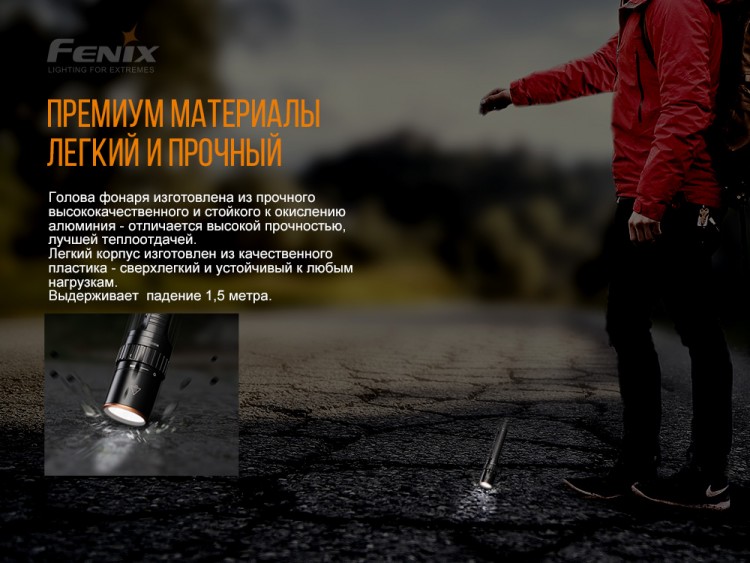 FENIX
LIGHTING FOR EXTREMES
ПРЕМИУМ МАТЕРИАЛЫ
ЛЕГКИЙ И ПРОЧНЫЙ
Голова фонаря изготовлена из прочного
высококачественного и стойкого к окислению
алюминия - отличается высокой прочностью,
лучшей теплоотдачей.
Легкий корпус изготовлен из качественного
пластика - сверхлегкий и устойчивый к любым
нагрузкам.
Выдерживает  падение 1,5 метра.